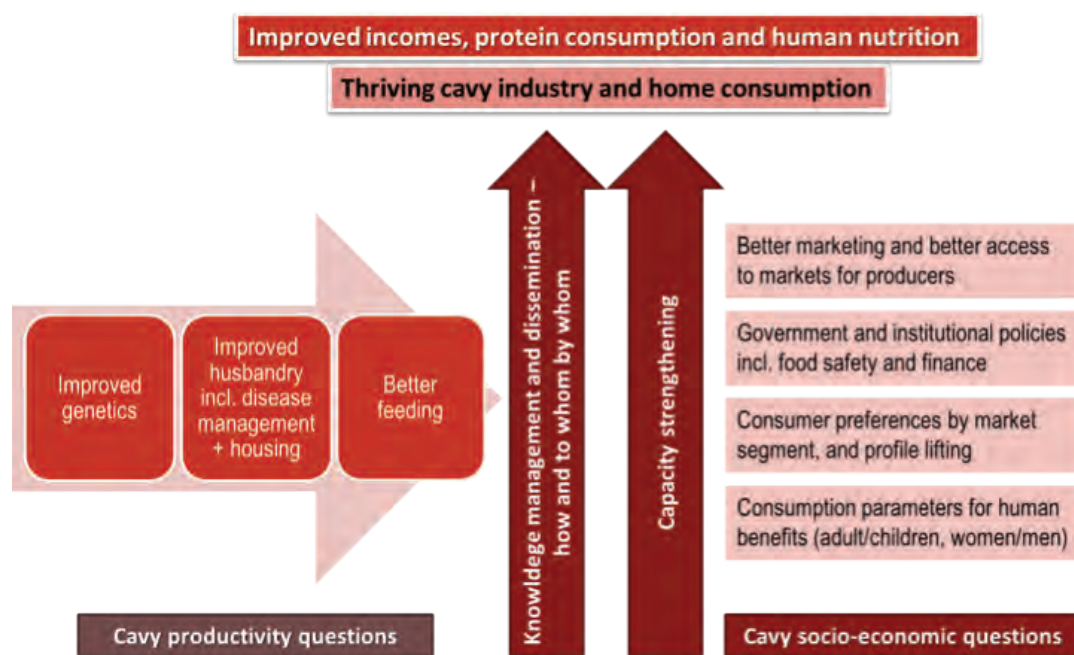 Improved incomes, protein consumption and human nutrition
Thriving cavy industry and home consumption
Improved
genetics
Improved
husbandry
incl. disease
management
+ housing
Better
feeding
Knowldege management and dissemination –
how and to whom by whom
Capacity strengthening
Better marketing and better access
to markets for producers
Government and institutional policies
incl. food safety and finance
Consumer preferences by market
segment, and profile lifting
Consumption parameters for human
benefits (adult/children, women/men)
Cavy productivity questions
Cavy socio-economic questions